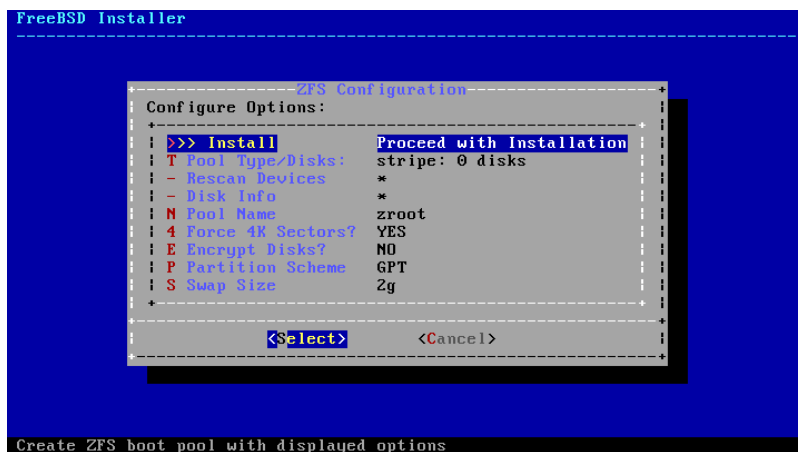 FreeBSD Installer
ZFS Configuration
Configure Options:
>>> Install Proceed with Installation
T Pool Type/Disks: stripe: 0 disks
- Rescan Devices *
- Disk Info *
N Pool Name zroot
4 Force 4K Sectors? YES
E Encrypt Disks? NO
P Partition Scheme GPT
S Swap Size 2g
<Select> <Cancel>
Create ZFS boot pool with displayed options